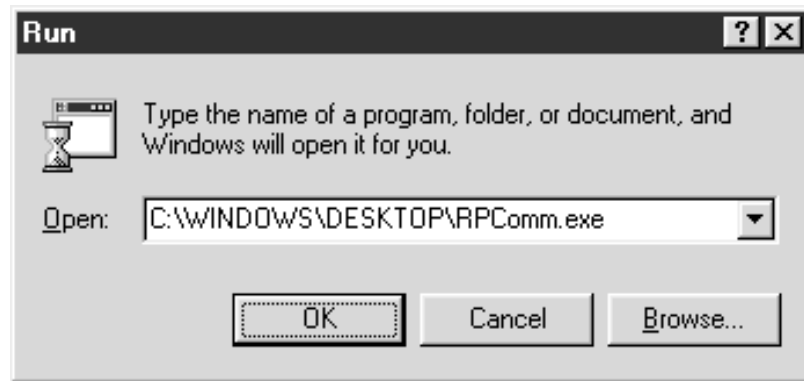 Run
Type the name of a program, folder, or document, and
Windows will open it for you.
Open: C:\WINDOWS\DESKTOP\RPComm.exe
OK Cancel Browse...